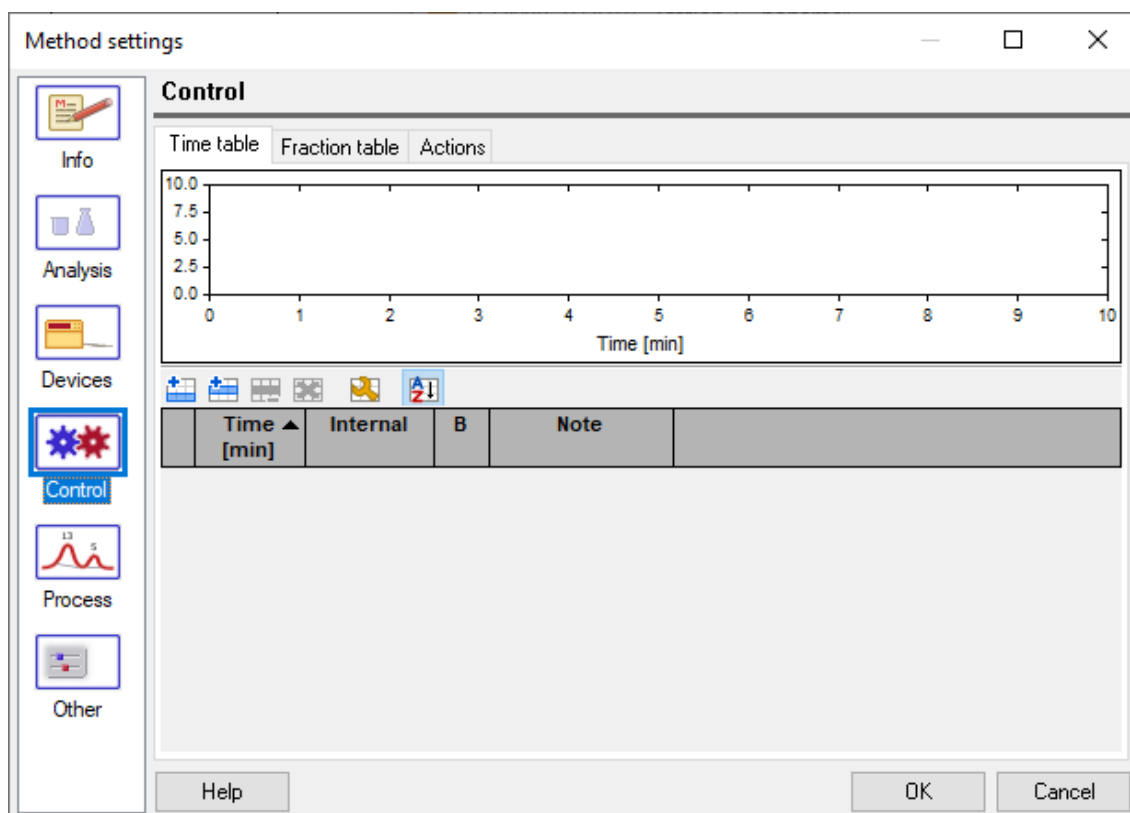 Method settings
Control
Time table Fraction table Actions
10.0
7.5
5.0
2.5
0.0
0 1 2 3 4 5 6 7 8 9 10
Time [min]
Time [min] Internal B Note
M
Info
Analysis
Devices
Control
13 5
Process
Other
A
Z
Help OK Cancel